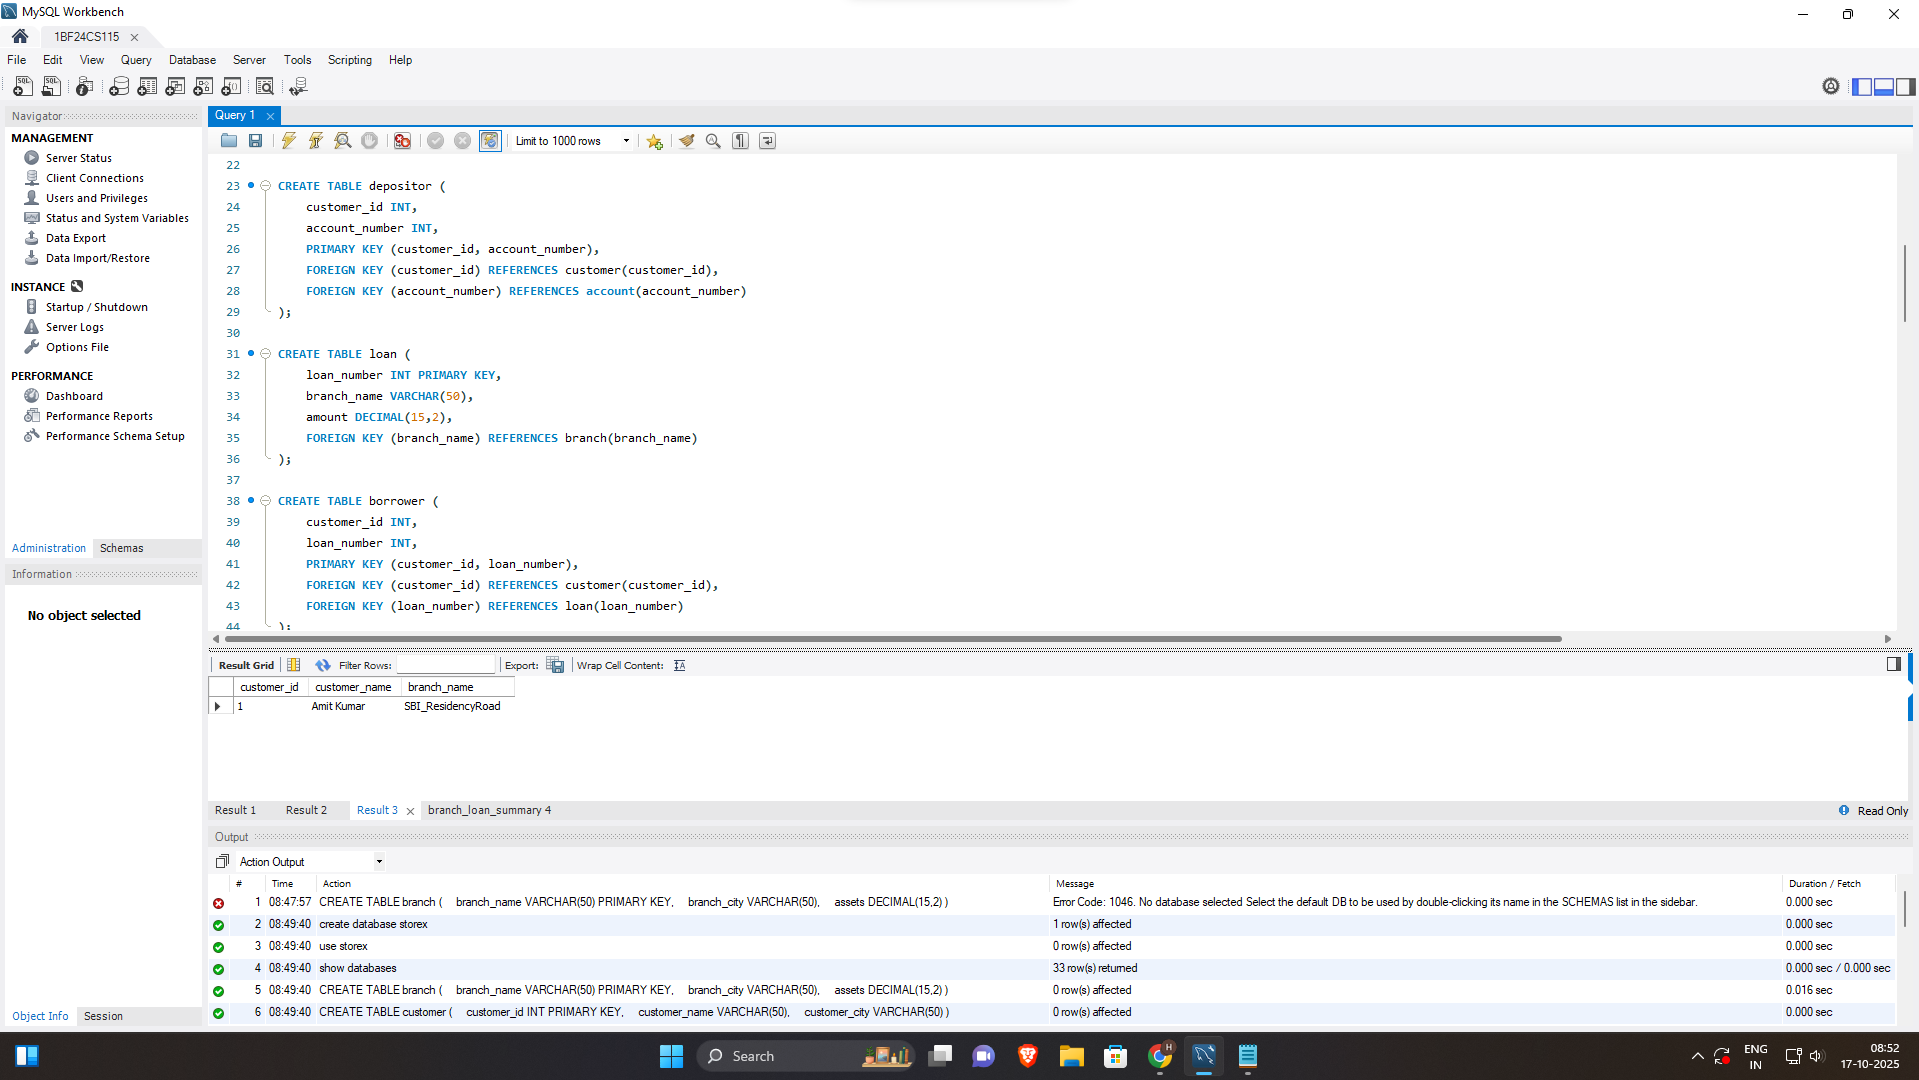 MySQL Workbench
1BF24CS115
File Edit View Query Database Server Tools Scripting Help
Navigator
MANAGEMENT
Server Status
Client Connections
Users and Privileges
Status and System Variables
Data Export
Data Import/Restore
INSTANCE
Startup / Shutdown
Server Logs
Options File
PERFORMANCE
Dashboard
Performance Reports
Performance Schema Setup
Administration Schemas
Information
No object selected
Object Info Session
Query 1
Limit to 1000 rows
22
23 CREATE TABLE depositor (
24 customer_id INT,
25 account_number INT,
26 PRIMARY KEY (customer_id, account_number),
27 FOREIGN KEY (customer_id) REFERENCES customer(customer_id),
28 FOREIGN KEY (account_number) REFERENCES account(account_number)
29 );
30
31 CREATE TABLE loan (
32 loan_number INT PRIMARY KEY,
33 branch_name VARCHAR(50),
34 amount DECIMAL(15,2),
35 FOREIGN KEY (branch_name) REFERENCES branch(branch_name)
36 );
37
38 CREATE TABLE borrower (
39 customer_id INT,
40 loan_number INT,
41 PRIMARY KEY (customer_id, loan_number),
42 FOREIGN KEY (customer_id) REFERENCES customer(customer_id),
43 FOREIGN KEY (loan_number) REFERENCES loan(loan_number)
44 );
Result Grid Filter Rows: Export: Wrap Cell Content:
customer_id customer_name branch_name
1 Amit Kumar SBI_ResidencyRoad
Result 1 Result 2 Result 3 branch_loan_summary 4 Read Only
Output
Action Output
# Time Action Message Duration / Fetch
1 08:47:57 CREATE TABLE branch ( branch_name VARCHAR(50) PRIMARY KEY, branch_city VARCHAR(50), assets DECIMAL(15,2) ) Error Code: 1046. No database selected Select the default DB to be used by double-clicking its name in the SCHEMAS list in the sidebar. 0.000 sec
2 08:49:40 create database storex 1 row(s) affected 0.000 sec
3 08:49:40 use storex 0 row(s) affected 0.000 sec
4 08:49:40 show databases 33 row(s) returned 0.000 sec / 0.000 sec
5 08:49:40 CREATE TABLE branch ( branch_name VARCHAR(50) PRIMARY KEY, branch_city VARCHAR(50), assets DECIMAL(15,2) ) 0 row(s) affected 0.016 sec
6 08:49:40 CREATE TABLE customer ( customer_id INT PRIMARY KEY, customer_name VARCHAR(50), customer_city VARCHAR(50) ) 0 row(s) affected 0.000 sec
Search
ENG
IN
08:52
17-10-2025